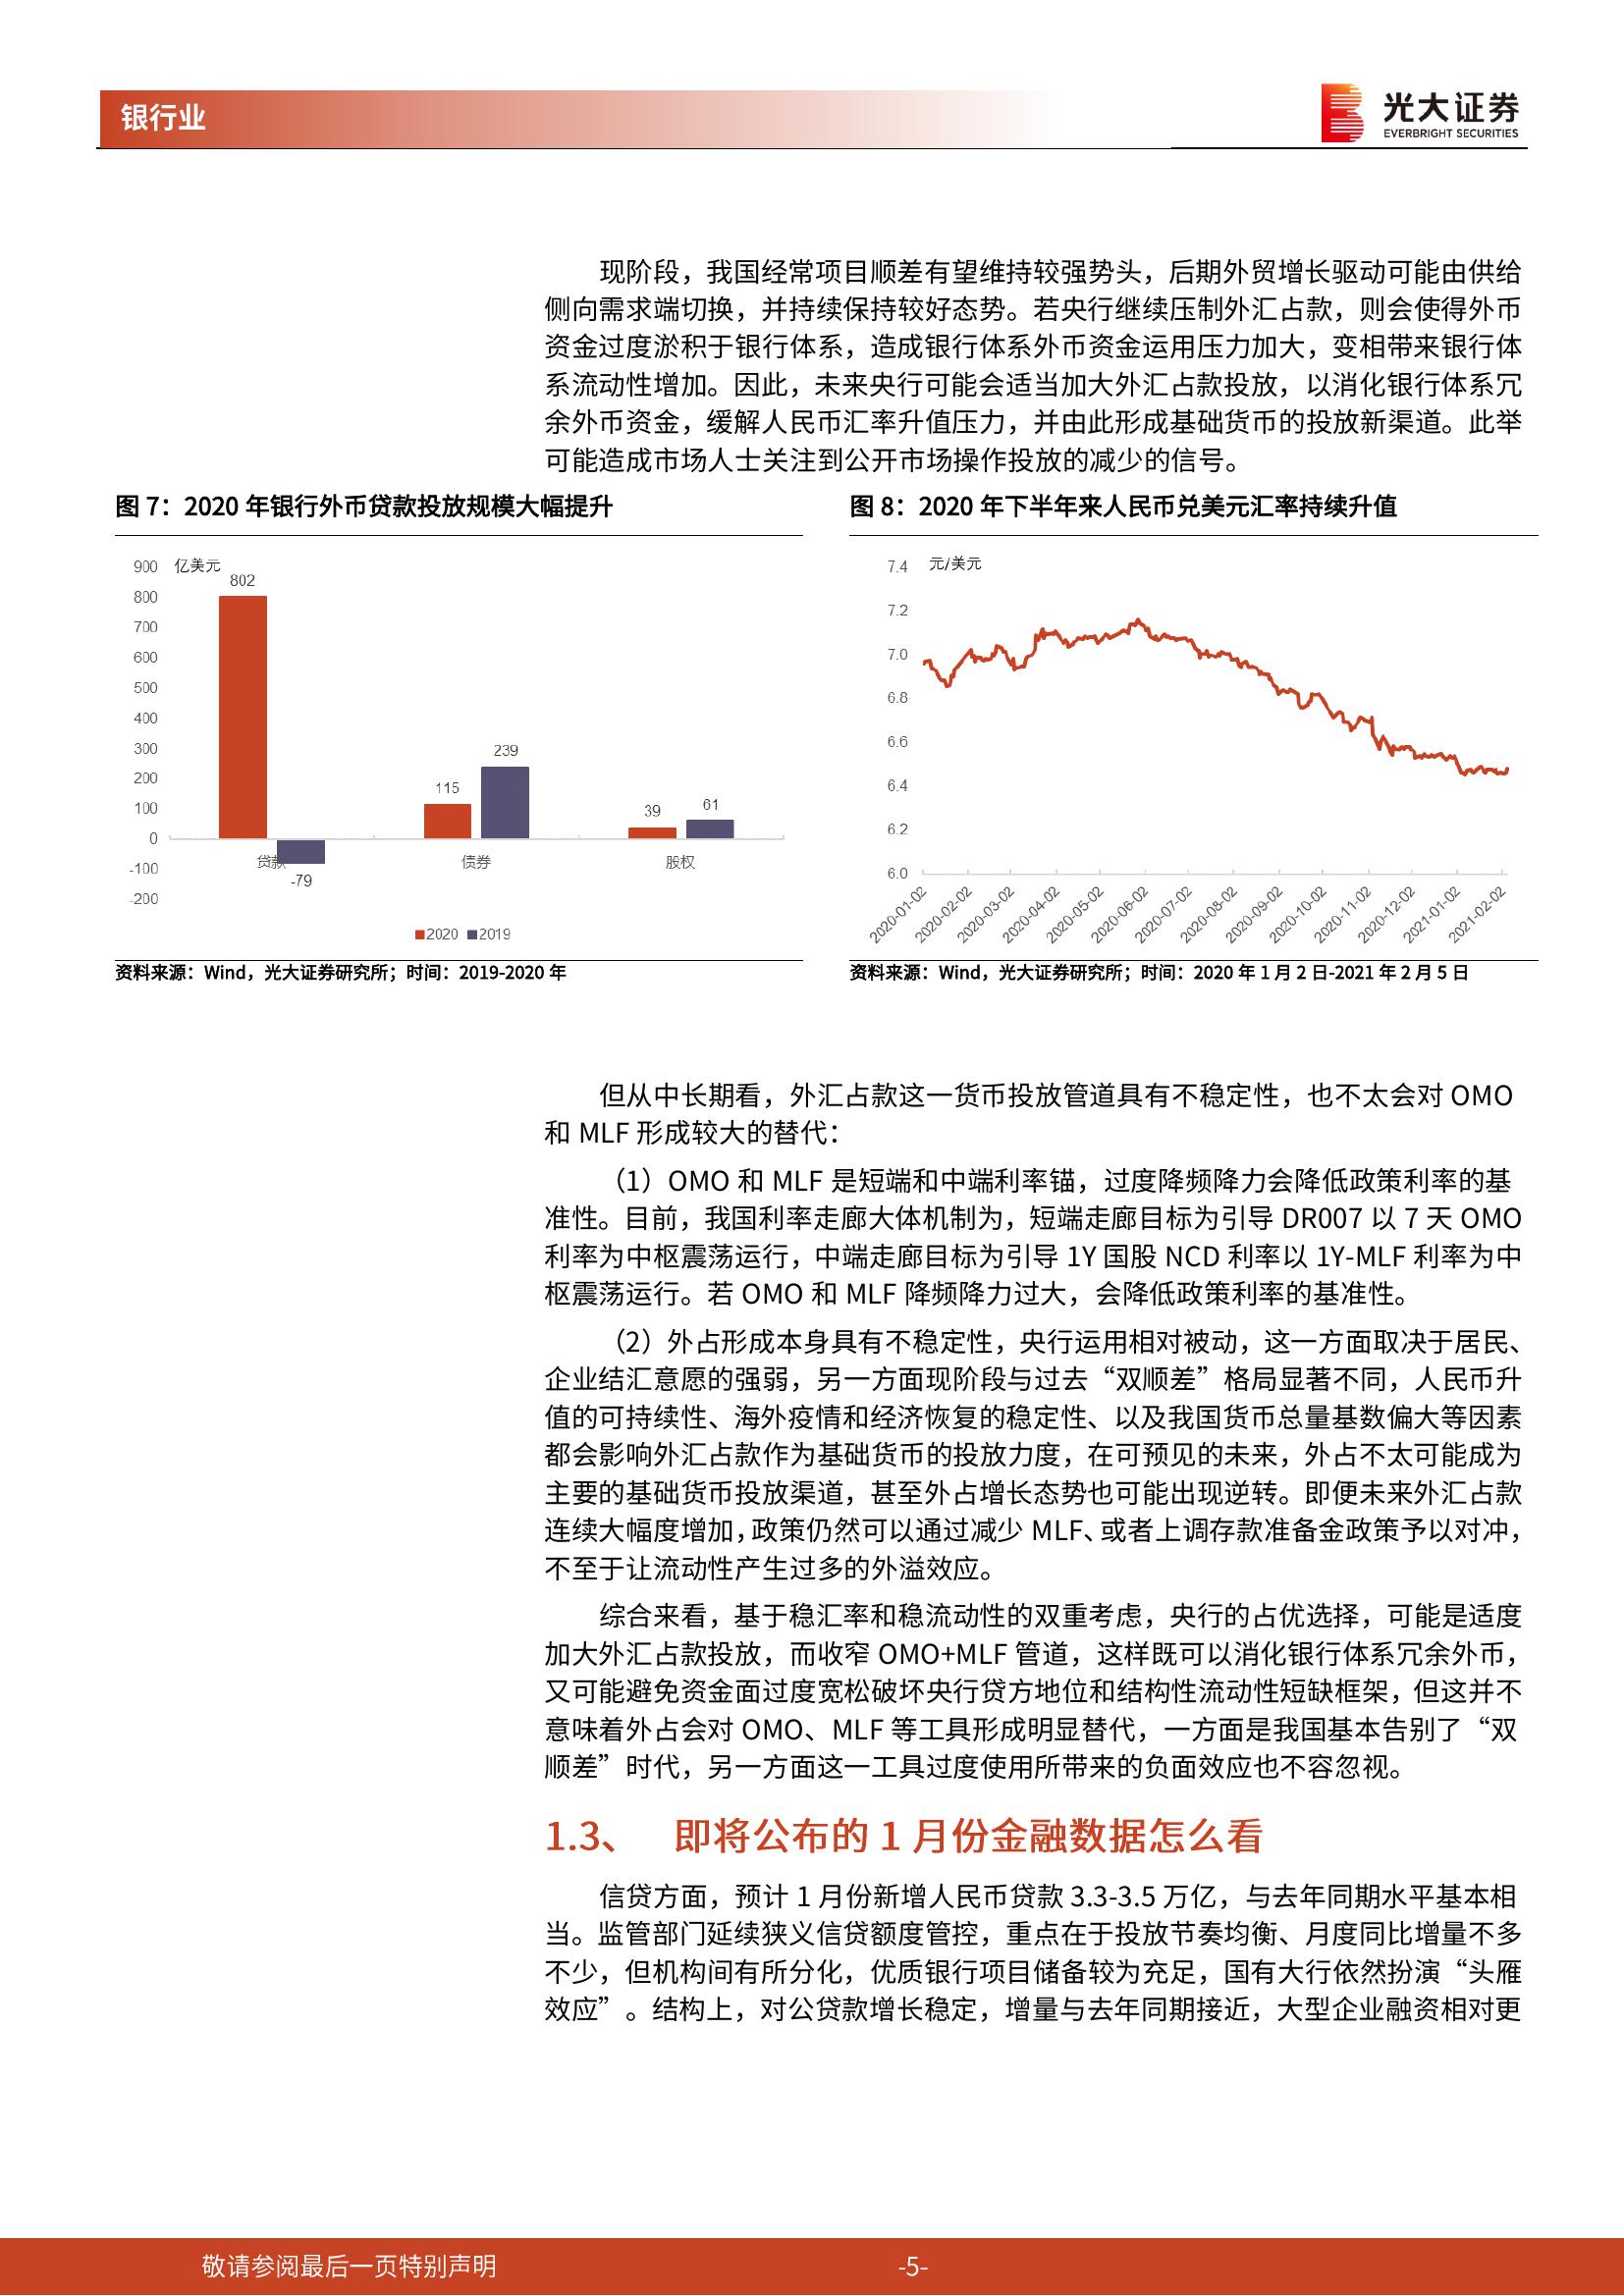 银行业
光大证券
EVERBRIGHT SECURITIES
现阶段，我国经常项目顺差有望维持较强势头，后期外贸增长驱动可能由供给
侧向需求端切换，并持续保持较好态势。若央行继续压制外汇占款，则会使得外币
资金过度淤积于银行体系，造成银行体系外币资金运用压力加大，变相带来银行体
系流动性增加。因此，未来央行可能会适当加大外汇占款投放，以消化银行体系冗
余外币资金，缓解人民币汇率升值压力，并由此形成基础货币的投放新渠道。此举
可能造成市场人士关注到公开市场操作投放的减少的信号。
图 7：2020 年银行外币贷款投放规模大幅提升
900
800
700
600
500
400
300
200
100
0
-100
-200
亿美元
802
-79
115
239
39
61
贷款
债券
股权
2020
2019
资料来源：Wind，光大证券研究所；时间：2019-2020 年
图 8：2020 年下半年来人民币兑美元汇率持续升值
7.4
7.2
7.0
6.8
6.6
6.4
6.2
6.0
元/美元
2020-01-02
2020-02-02
2020-03-02
2020-04-02
2020-05-02
2020-06-02
2020-07-02
2020-08-02
2020-09-02
2020-10-02
2020-11-02
2020-12-02
2021-01-02
2021-02-02
资料来源：Wind，光大证券研究所；时间：2020 年 1 月 2 日-2021 年 2 月 5 日
但从中长期看，外汇占款这一货币投放管道具有不稳定性，也不太会对 OMO
和 MLF 形成较大的替代：
（1）OMO 和 MLF 是短端和中端利率锚，过度降频降力会降低政策利率的基
准性。目前，我国利率走廊大体机制为，短端走廊目标为引导 DR007 以 7 天 OMO
利率为中枢震荡运行，中端走廊目标为引导 1Y 国股 NCD 利率以 1Y-MLF 利率为中
枢震荡运行。若 OMO 和 MLF 降频降力过大，会降低政策利率的基准性。
（2）外占形成本身具有不稳定性，央行运用相对被动，这一方面取决于居民、
企业结汇意愿的强弱，另一方面现阶段与过去“双顺差”格局显著不同，人民币升
值的可持续性、海外疫情和经济恢复的稳定性、以及我国货币总量基数偏大等因素
都会影响外汇占款作为基础货币的投放力度，在可预见的未来，外占不太可能成为
主要的基础货币投放渠道，甚至外占增长态势也可能出现逆转。即便未来外汇占款
连续大幅度增加，政策仍然可以通过减少 MLF、或者上调存款准备金政策予以对冲，
不至于让流动性产生过多的外溢效应。
综合来看，基于稳汇率和稳流动性的双重考虑，央行的占优选择，可能是适度
加大外汇占款投放，而收窄 OMO+MLF 管道，这样既可以消化银行体系冗余外币，
又可能避免资金面过度宽松破坏央行贷方地位和结构性流动性短缺框架，但这并不
意味着外占会对 OMO、MLF 等工具形成明显替代，一方面是我国基本告别了“双
顺差”时代，另一方面这一工具过度使用所带来的负面效应也不容忽视。
1.3、 即将公布的 1 月份金融数据怎么看
信贷方面，预计 1 月份新增人民币贷款 3.3-3.5 万亿，与去年同期水平基本相
当。监管部门延续狭义信贷额度管控，重点在于投放节奏均衡、月度同比增量不多
不少，但机构间有所分化，优质银行项目储备较为充足，国有大行依然扮演“头雁
效应”。结构上，对公贷款增长稳定，增量与去年同期接近，大型企业融资相对更
敬请参阅最后一页特别声明
-5-